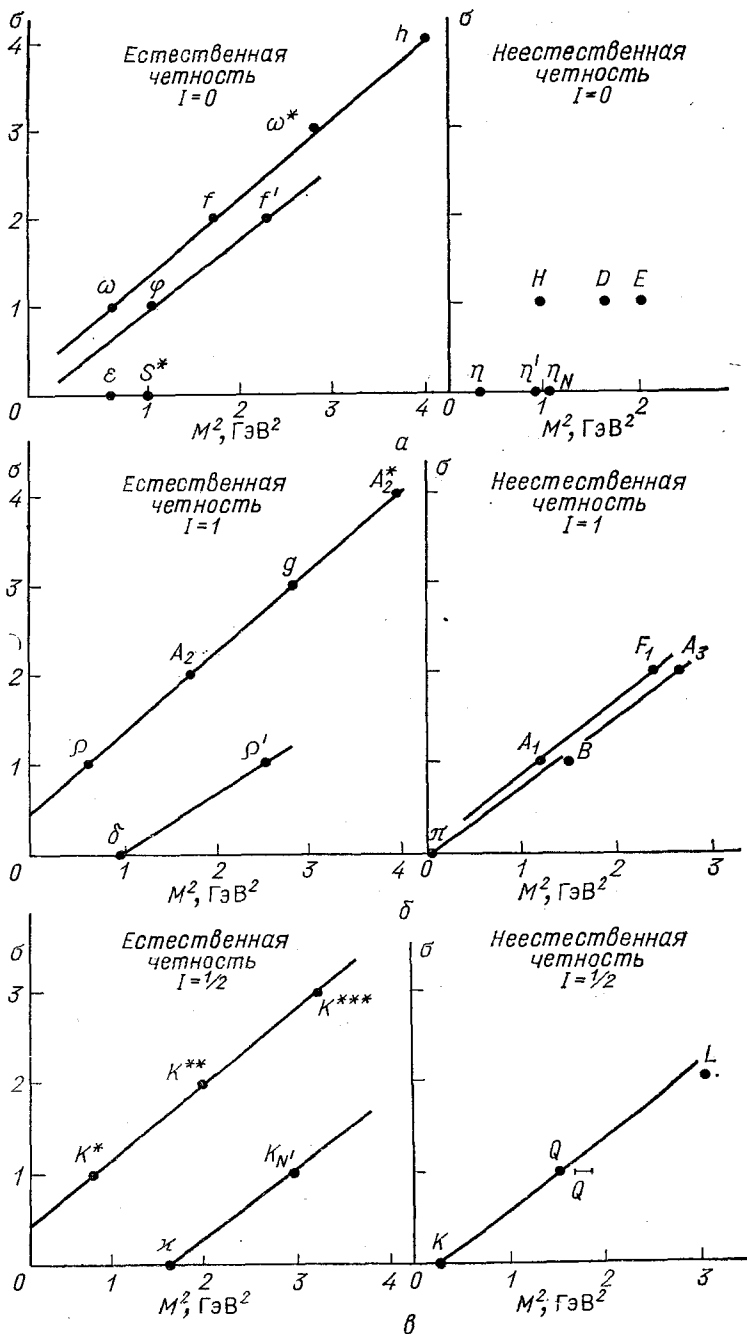 σ
Естественная
четность
I=0
4
3
2
1
0
h
ω*
f
f′
ω
φ
ε
S*
1
2
3
4
M², ГэВ²
σ
Неестественная
четность
I=0
H
D
E
η
η′
η_N
0
1
2
M², ГэВ²
а
σ
Естественная
четность
I=1
4
3
2
1
0
A₂*
g
A₂
ρ
ρ′
δ
1
2
3
4
M², ГэВ²
σ
Неестественная
четность
I=1
F₁
A₃
A₁
B
π
0
1
2
3
M², ГэВ²
б
σ
Естественная
четность
I=1/2
3
2
1
0
K***
K**
K*
K_N′
ϰ
1
2
3
4
M², ГэВ²
σ
Неестественная
четность
I=1/2
L
Q
Q
K
0
1
2
3
M², ГэВ²
в